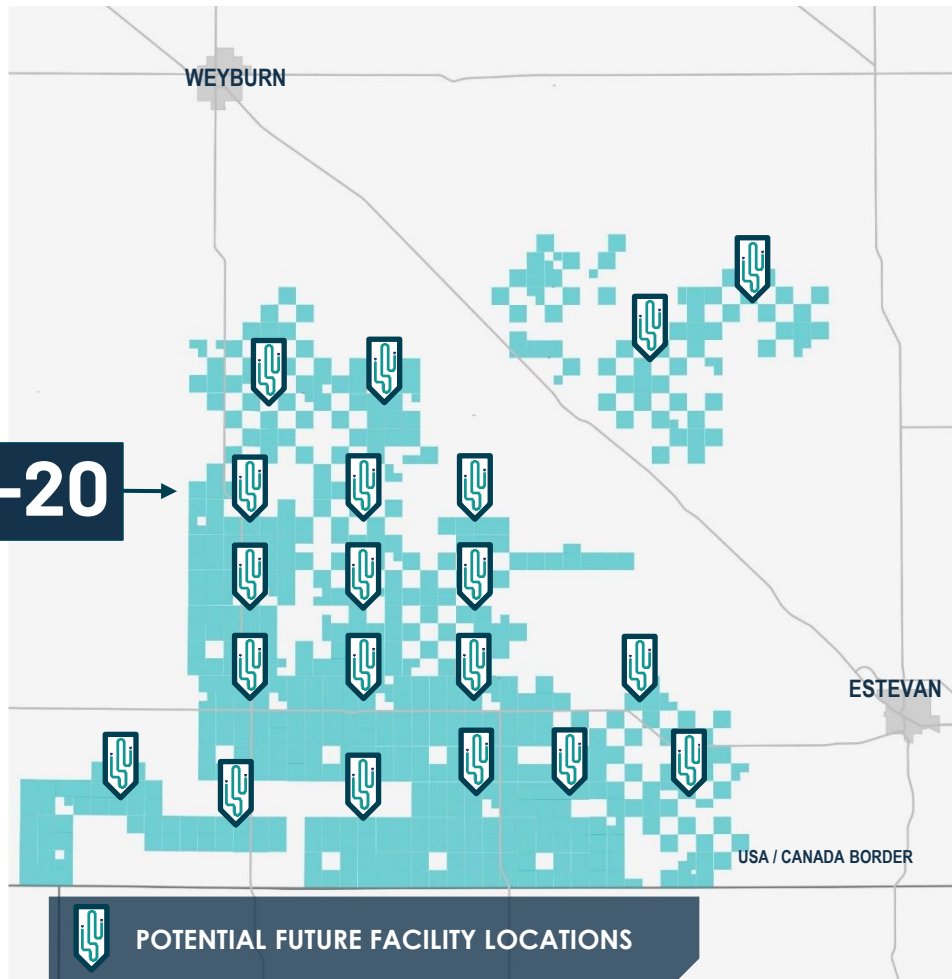 WEYBURN
-20
ESTEVAN
USA / CANADA BORDER
POTENTIAL FUTURE FACILITY LOCATIONS